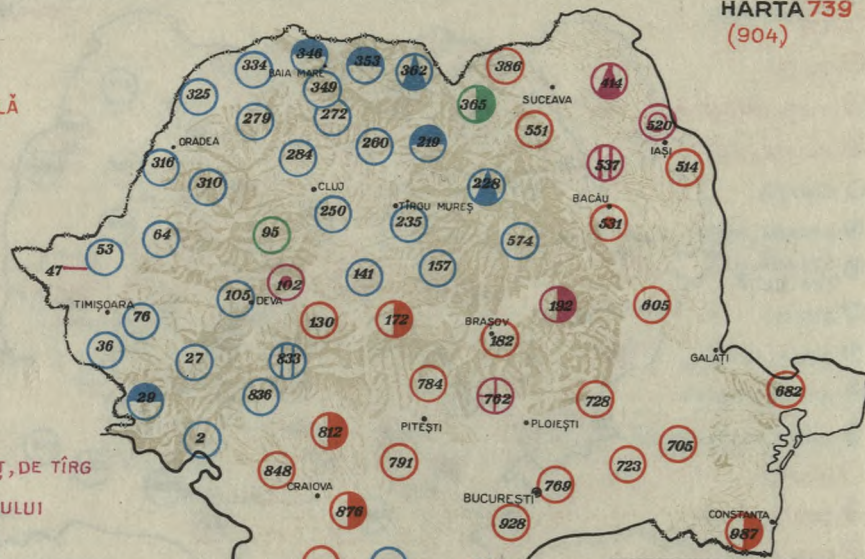 HARTA 739
(904)
LĂ
346
334
353
386
362
BAIA MARE
414
349
325
365
SUCEAVA
272
279
551
520
ORADEA
219
260
IAȘI
284
537
316
514
310
CLUJ
228
BACĂU
TÎRGU MUREȘ
250
235
531
95
64
574
53
47
157
141
102
105
DEVA
TIMIȘOARA
192
605
76
130
172
BRAȘOV
182
36
GALAȚI
27
833
784
682
29
836
762
728
PITEȘTI
PLOIEȘTI
812
2
705
Ț, DE TÎRG
791
723
848
CRAIOVA
769
BUCUREȘTI
ULUI
876
CONSTANȚA
928
987